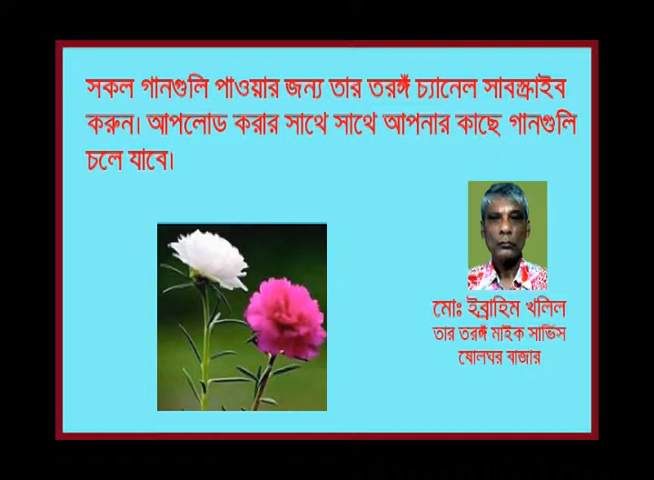 সকল গানগুলি পাওয়ার জন্য তার তরঙ্গঁ চ্যানেল সাবস্ক্রাইব
করুন। আপলোড করার সাথে সাথে আপনার কাছে গানগুলি
চলে যাবে।
মোঃ ইব্রাহিম খলিল
তার তরঙ্গঁ মাইক সার্ভিস
ষোলঘর বাজার